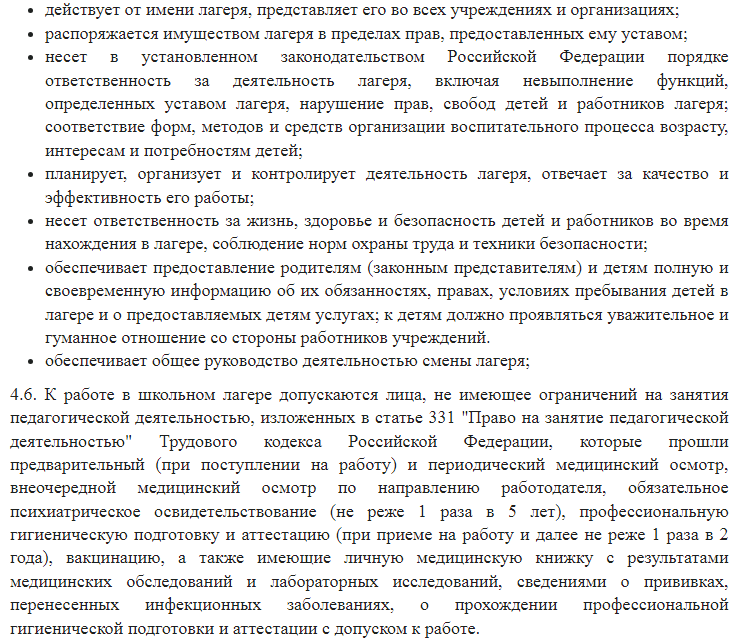 • действует от имени лагеря, представляет его во всех учреждениях и организациях;
• распоряжается имуществом лагеря в пределах прав, предоставленных ему уставом;
• несет в установленном законодательством Российской Федерации порядке
ответственность за деятельность лагеря, включая невыполнение функций,
определенных уставом лагеря, нарушение прав, свобод детей и работников лагеря;
соответствие форм, методов и средств организации воспитательного процесса возрасту,
интересам и потребностям детей;
• планирует, организует и контролирует деятельность лагеря, отвечает за качество и
эффективность его работы;
• несет ответственность за жизнь, здоровье и безопасность детей и работников во время
нахождения в лагере, соблюдение норм охраны труда и техники безопасности;
• обеспечивает предоставление родителям (законным представителям) и детям полную и
своевременную информацию об их обязанностях, правах, условиях пребывания детей в
лагере и о предоставляемых детям услугах; к детям должно проявляться уважительное и
гуманное отношение со стороны работников учреждений.
• обеспечивает общее руководство деятельностью смены лагеря;
4.6. К работе в школьном лагере допускаются лица, не имеющее ограничений на занятия
педагогической деятельностью, изложенных в статье 331 "Право на занятие педагогической
деятельностью" Трудового кодекса Российской Федерации, которые прошли
предварительный (при поступлении на работу) и периодический медицинский осмотр,
внеочередной медицинский осмотр по направлению работодателя, обязательное
психиатрическое освидетельствование (не реже 1 раза в 5 лет), профессиональную
гигиеническую подготовку и аттестацию (при приеме на работу и далее не реже 1 раза в 2
года), вакцинацию, а также имеющие личную медицинскую книжку с результатами
медицинских обследований и лабораторных исследований, сведениями о прививках,
перенесенных инфекционных заболеваниях, о прохождении профессиональной
гигиенической подготовки и аттестации с допуском к работе.